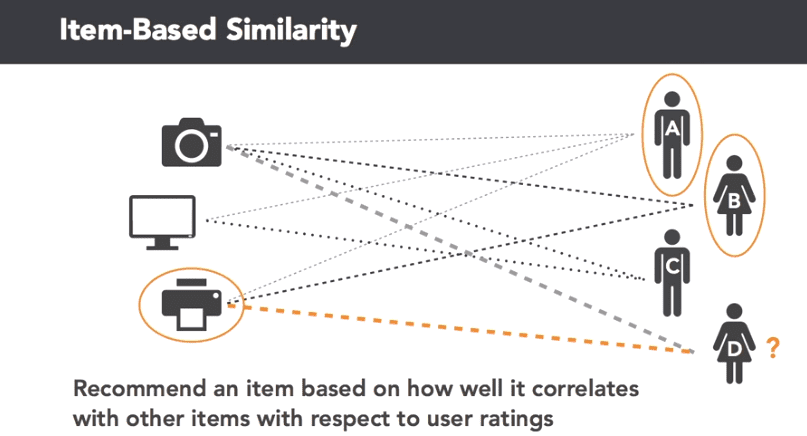 Item-Based Similarity
A
B
C
D ?
Recommend an item based on how well it correlates
with other items with respect to user ratings